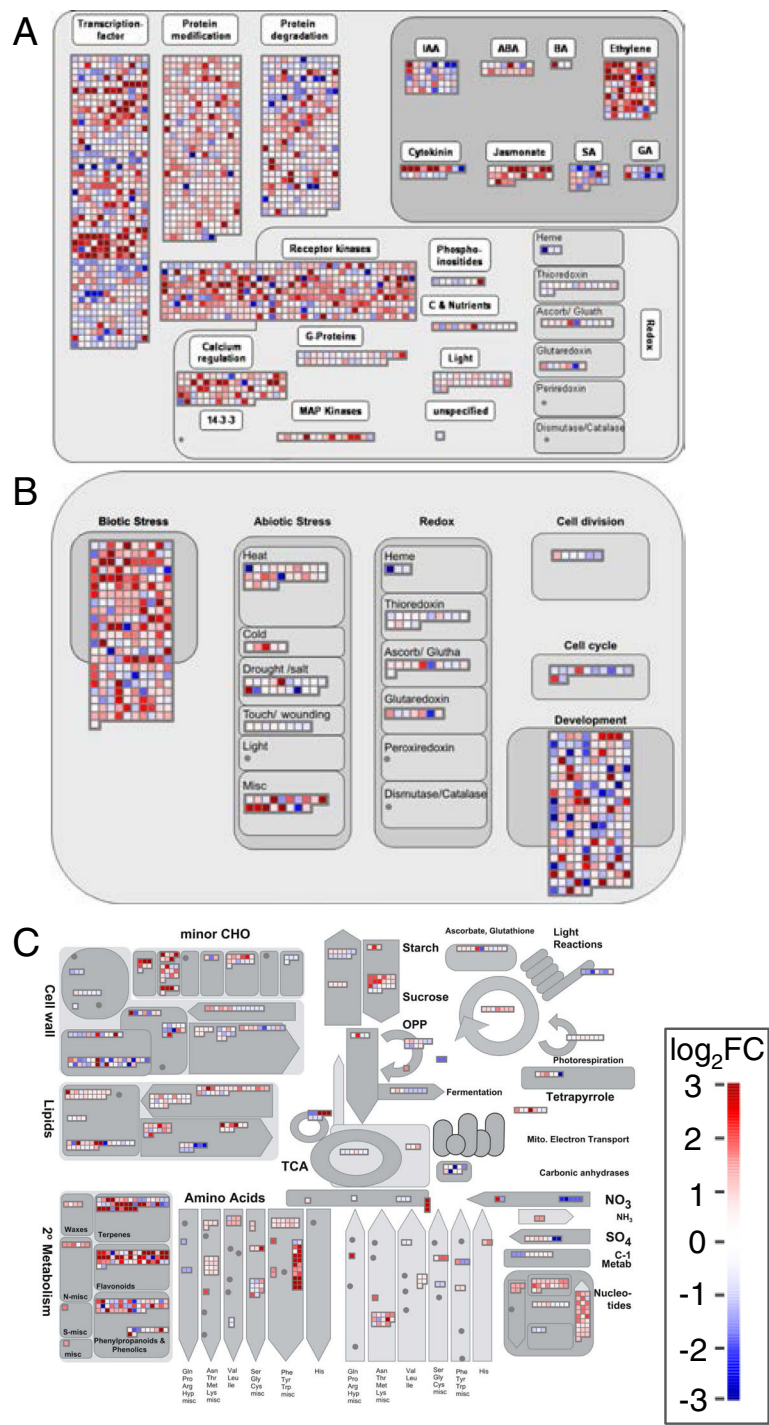 A
Transcription-
factor
Protein
modification
Protein
degradation
IAA
ABA
BA
Ethylene
Cytokinin
Jasmonate
SA
GA
Receptor kinases
Phospho-
inositides
C & Nutrients
Calcium
regulation
G-Proteins
Light
14-3-3
MAP Kinases
unspecified
Heme
Thioredoxin
Ascorb/ Gluath
Glutaredoxin
Periredoxin
Dismutase/Catalase
Redox
B
Biotic Stress
Abiotic Stress
Redox
Cell division
Heat
Cold
Drought /salt
Touch/ wounding
Light
Misc
Heme
Thioredoxin
Ascorb/ Glutha
Glutaredoxin
Peroxiredoxin
Dismutase/Catalase
Cell cycle
Development
C
minor CHO
Cell wall
Lipids
Starch
Sucrose
OPP
Ascorbate, Glutathione
Light
Reactions
Photorespiration
Fermentation
Tetrapyrrole
Mito. Electron Transport
TCA
Carbonic anhydrases
2º Metabolism
Waxes
Terpenes
N-misc
Flavonoids
S-misc
misc
Phenylpropanoids &
Phenolics
Amino Acids
NO3
NH3
SO4
C-1
Metab
Nucleo-
tides
Gln
Pro
Arg
Hyp
misc
Asn
Thr
Met
Lys
misc
Val
Leu
Ile
Ser
Gly
Cys
misc
Phe
Tyr
Trp
misc
His
Gln
Pro
Arg
Hyp
misc
Asn
Thr
Met
Lys
misc
Val
Leu
Ile
Ser
Gly
Cys
misc
Phe
Tyr
Trp
misc
His
log2FC
3
2
1
0
-1
-2
-3